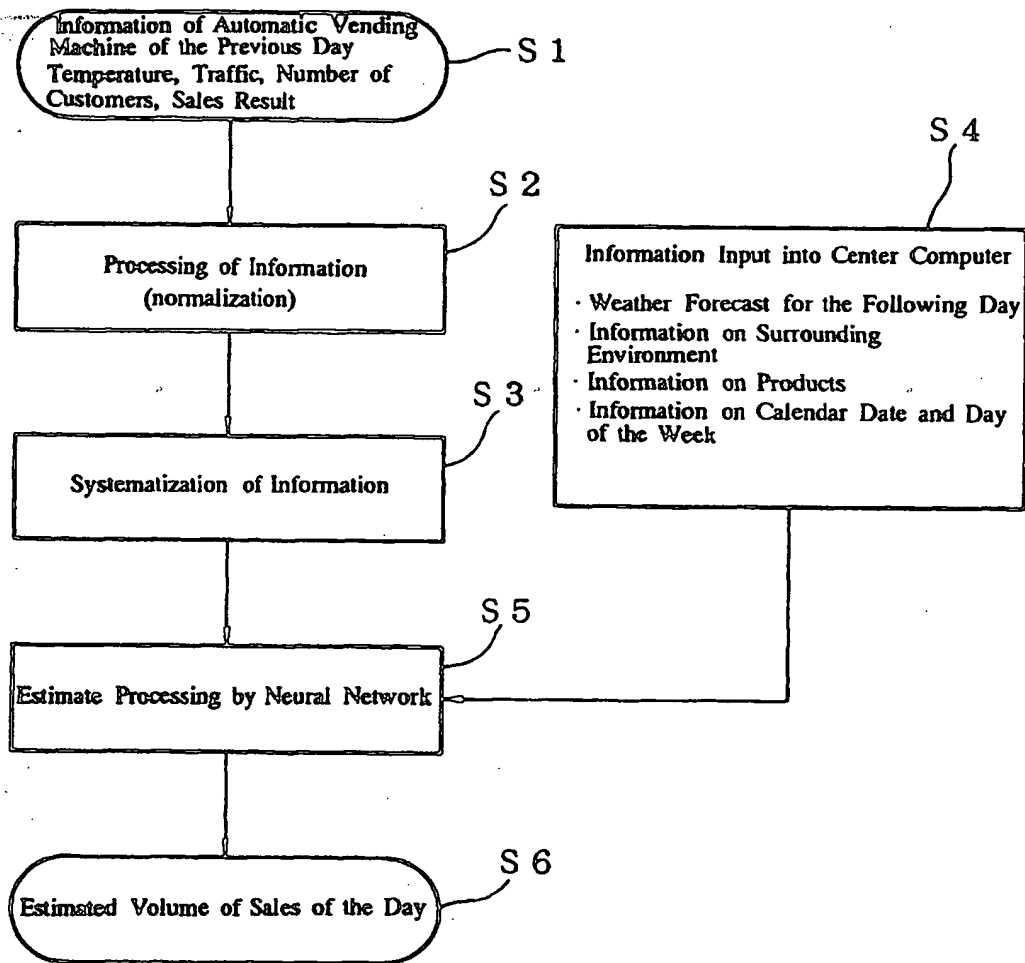 Information of Automatic Vending
Machine of the Previous Day
Temperature, Traffic, Number of
Customers, Sales Result
S 1
S 2
Processing of Information
(normalization)
S 3
Systematization of Information
S 4
Information Input into Center Computer
· Weather Forecast for the Following Day
· Information on Surrounding
Environment
· Information on Products
· Information on Calendar Date and Day
of the Week
S 5
Estimate Processing by Neural Network
S 6
Estimated Volume of Sales of the Day